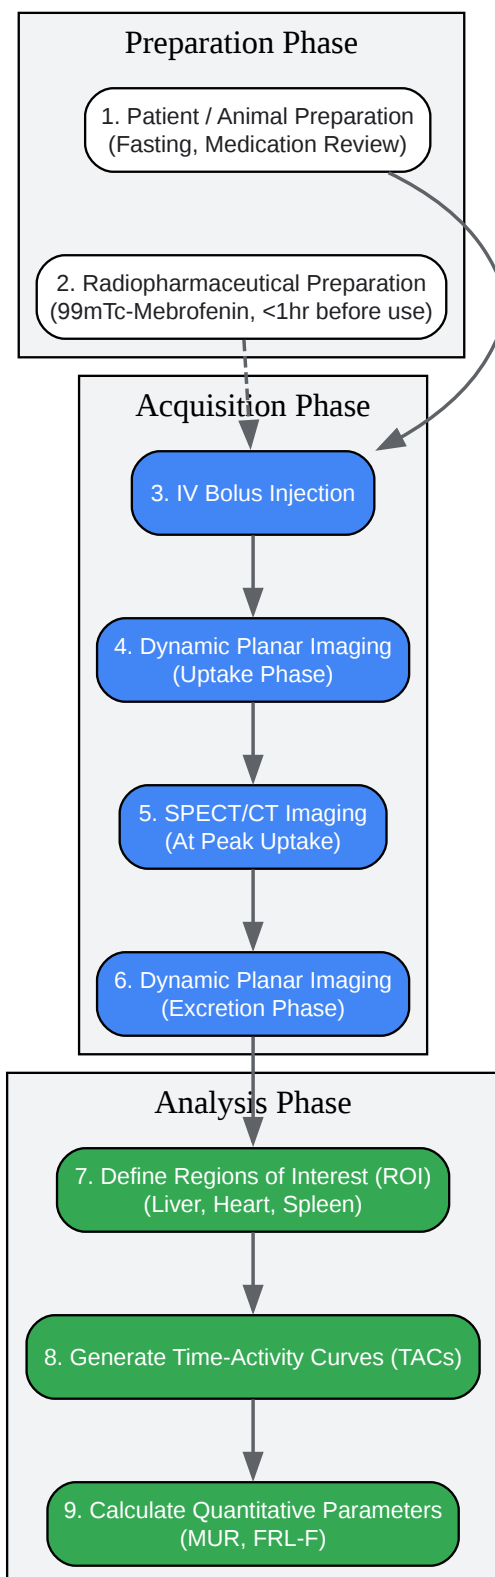 Preparation Phase
1. Patient / Animal Preparation
(Fasting, Medication Review)
2. Radiopharmaceutical Preparation
(99mTc-Mebrofenin, <1hr before use)
Acquisition Phase
3. IV Bolus Injection
4. Dynamic Planar Imaging
(Uptake Phase)
5. SPECT/CT Imaging
(At Peak Uptake)
6. Dynamic Planar Imaging
(Excretion Phase)
Analysis Phase
7. Define Regions of Interest (ROI)
(Liver, Heart, Spleen)
8. Generate Time-Activity Curves (TACs)
9. Calculate Quantitative Parameters
(MUR, FRL-F)